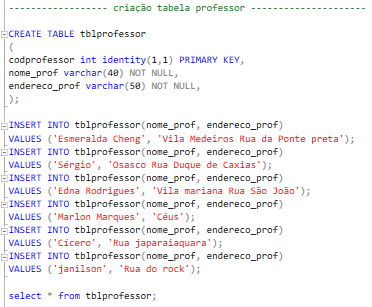 ------------------ criação tabela professor ---------------------
CREATE TABLE tblprofessor
(
codprofessor int identity(1,1) PRIMARY KEY,
nome_prof varchar(40) NOT NULL,
endereco_prof varchar(50) NOT NULL,
);
INSERT INTO tblprofessor(nome_prof, endereco_prof)
VALUES ('Esmeralda Cheng', 'Vila Medeiros Rua da Ponte preta');
INSERT INTO tblprofessor(nome_prof, endereco_prof)
VALUES ('Sérgio', 'Osasco Rua Duque de Caxias');
INSERT INTO tblprofessor(nome_prof, endereco_prof)
VALUES ('Edna Rodrigues', 'Vila mariana Rua São João');
INSERT INTO tblprofessor(nome_prof, endereco_prof)
VALUES ('Marlon Marques', 'Céus');
INSERT INTO tblprofessor(nome_prof, endereco_prof)
VALUES ('Cícero', 'Rua japaraiaquara');
INSERT INTO tblprofessor(nome_prof, endereco_prof)
VALUES ('janilson', 'Rua do rock');
select * from tblprofessor;